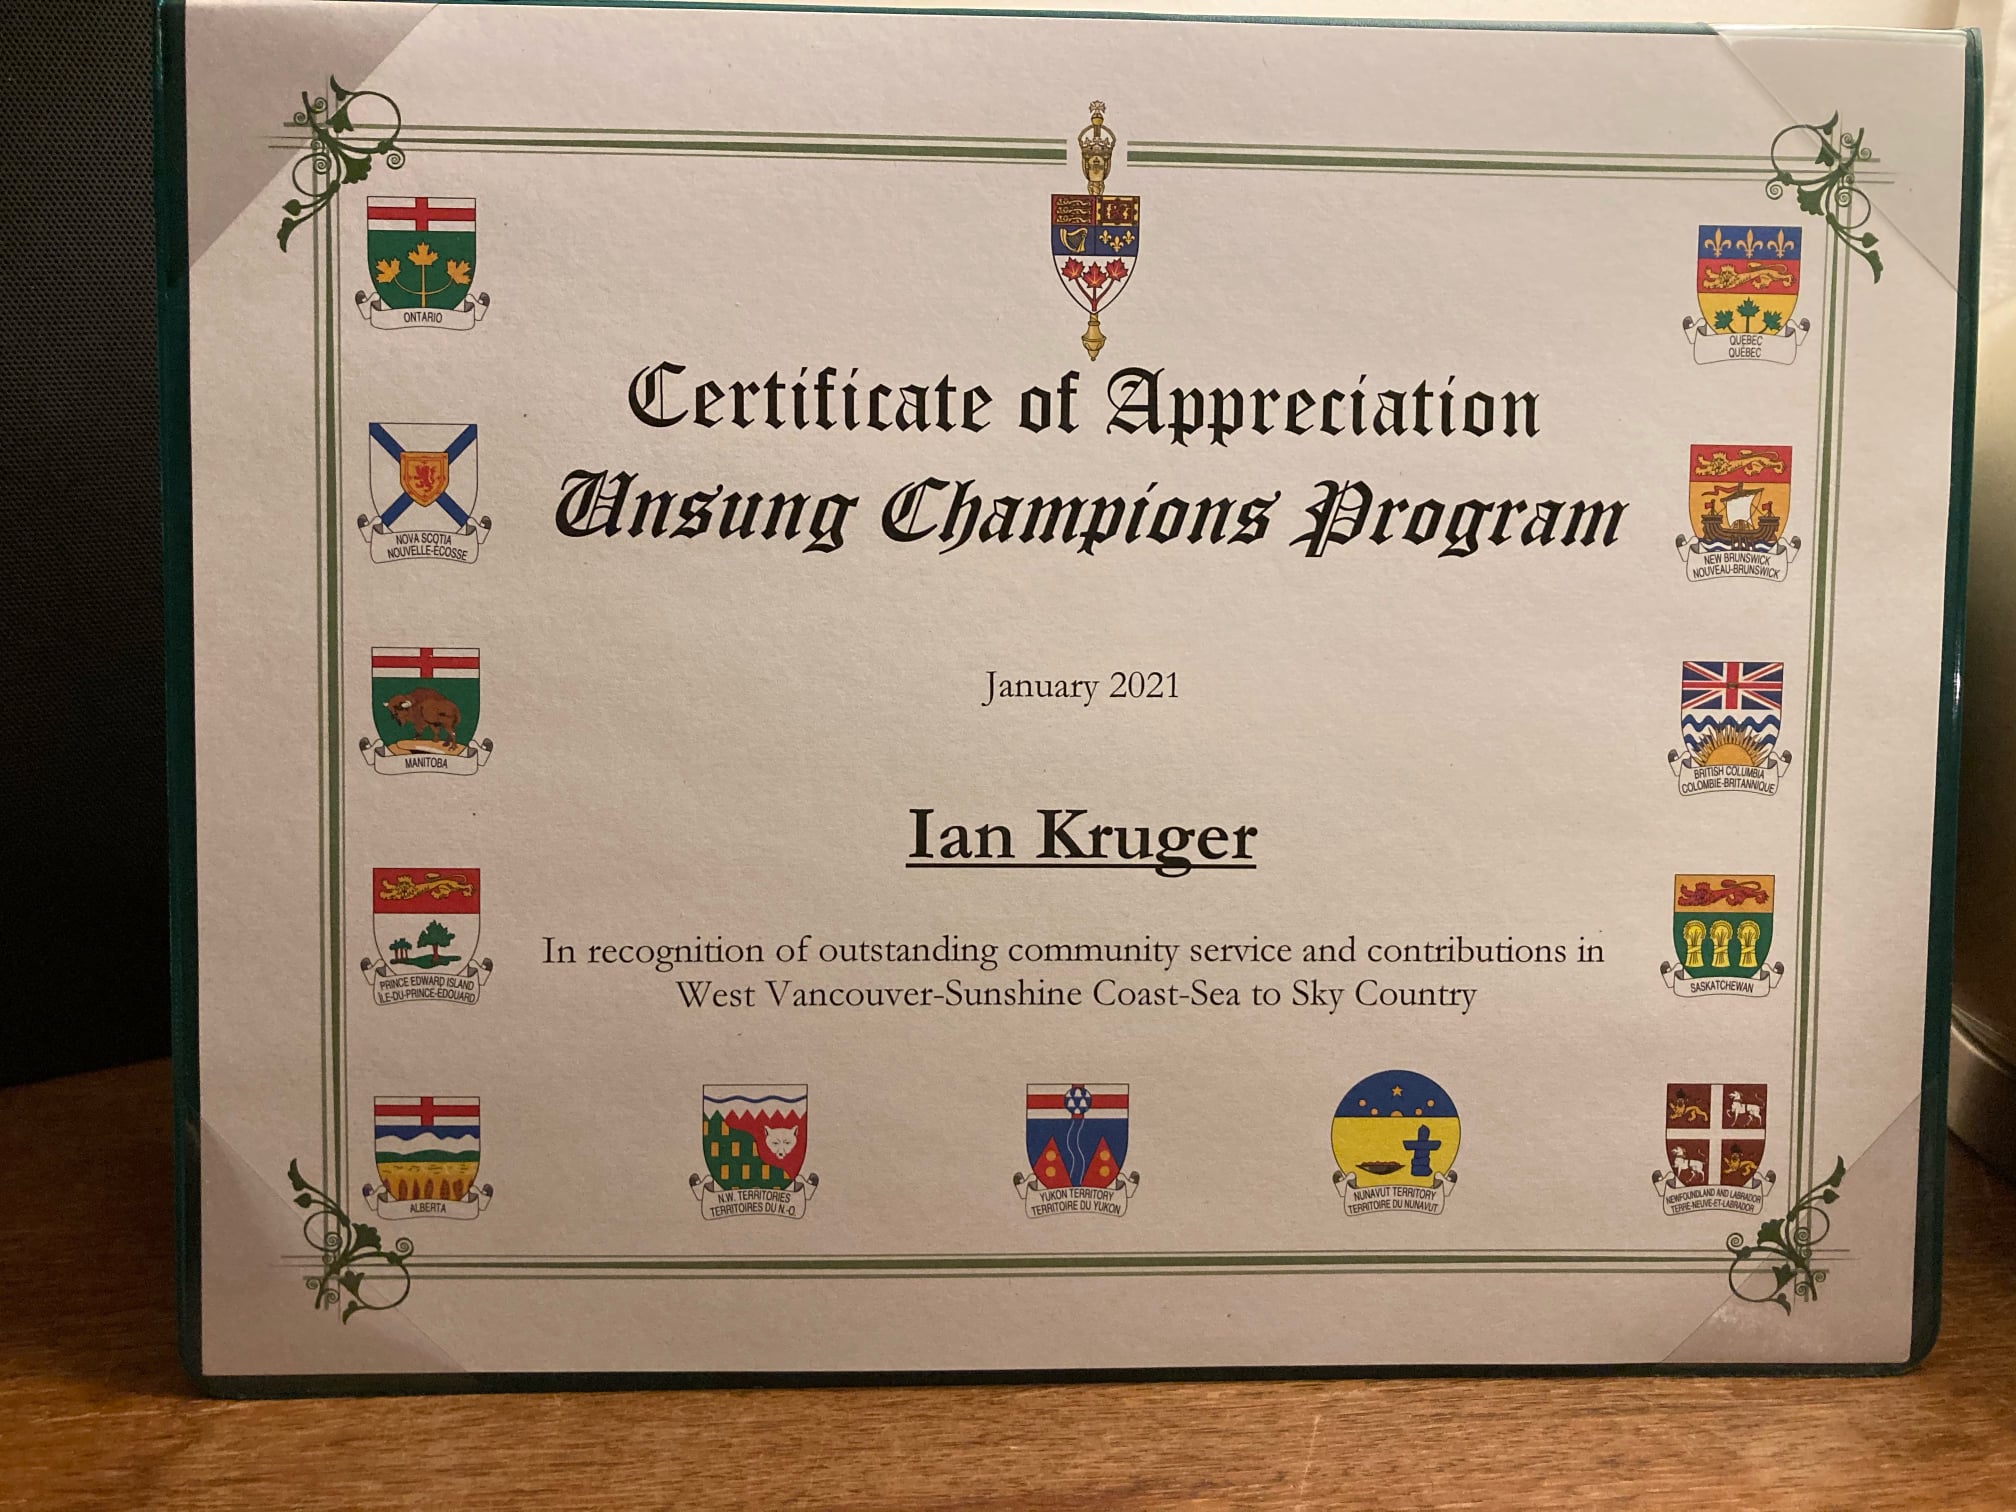 ONTARIO
QUEBEC
QUÉBEC
Certificate of Appreciation
Unsung Champions Program
NOVA SCOTIA
NOUVELLE-ÉCOSSE
NEW BRUNSWICK
NOUVEAU-BRUNSWICK
January 2021
MANITOBA
BRITISH COLUMBIA
COLOMBIE-BRITANNIQUE
Ian Kruger
In recognition of outstanding community service and contributions in
West Vancouver-Sunshine Coast-Sea to Sky Country
PRINCE EDWARD ISLAND
ÎLE-DU-PRINCE-ÉDOUARD
SASKATCHEWAN
ALBERTA
N.W. TERRITORIES
TERRITOIRES DU N.-O.
YUKON TERRITORY
TERRITOIRE DU YUKON
NUNAVUT TERRITORY
TERRITOIRE DU NUNAVUT
NEWFOUNDLAND AND LABRADOR
TERRE-NEUVE-ET-LABRADOR